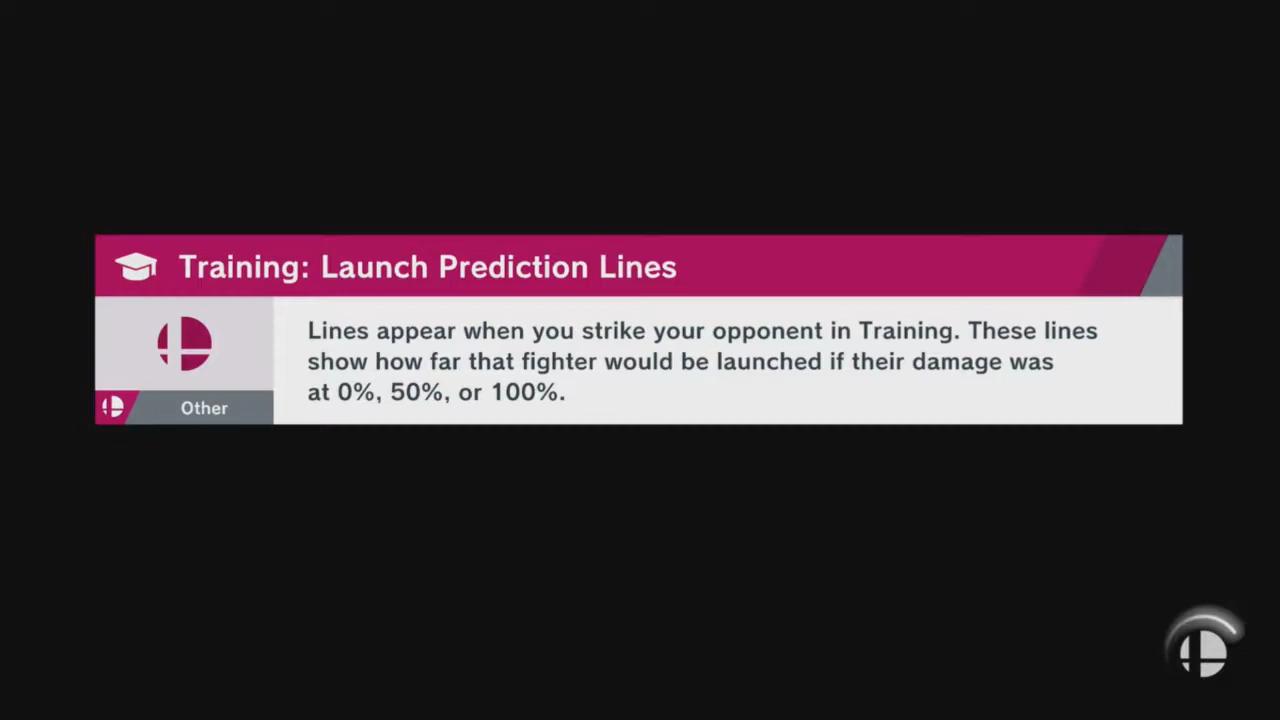 Training: Launch Prediction Lines
Lines appear when you strike your opponent in Training. These lines
show how far that fighter would be launched if their damage was
at 0%, 50%, or 100%.
Other